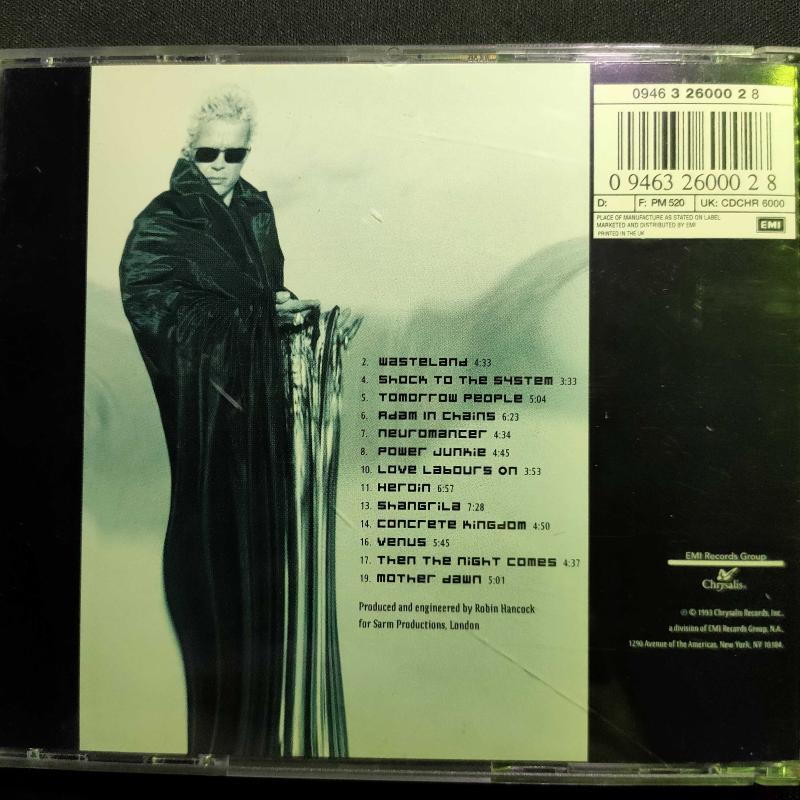 0946 3 26000 2 8
0 09463 26000 2 8
D: F: PM 520 UK: CDCHR 6000
PLACE OF MANUFACTURE AS STATED ON LABEL
MARKETED AND DISTRIBUTED BY EMI
PRINTED IN THE UK
EMI
2. Wasteland 4:33
4. Shock to the System 3:33
5. Tomorrow People 5:04
6. Adam in Chains 6:23
7. Neuromancer 4:34
8. Power Junkie 4:45
10. Love Labours On 3:53
11. Heroin 6:57
13. Shangrila 7:28
14. Concrete Kingdom 4:50
16. Venus 5:45
17. Then the Night Comes 4:37
19. Mother Dawn 5:01
Produced and engineered by Robin Hancock
for Sarm Productions, London
EMI Records Group
Chrysalis.
℗ © 1993 Chrysalis Records, Inc.,
a division of EMI Records Group, N.A.,
1290 Avenue of the Americas, New York, NY 10104.